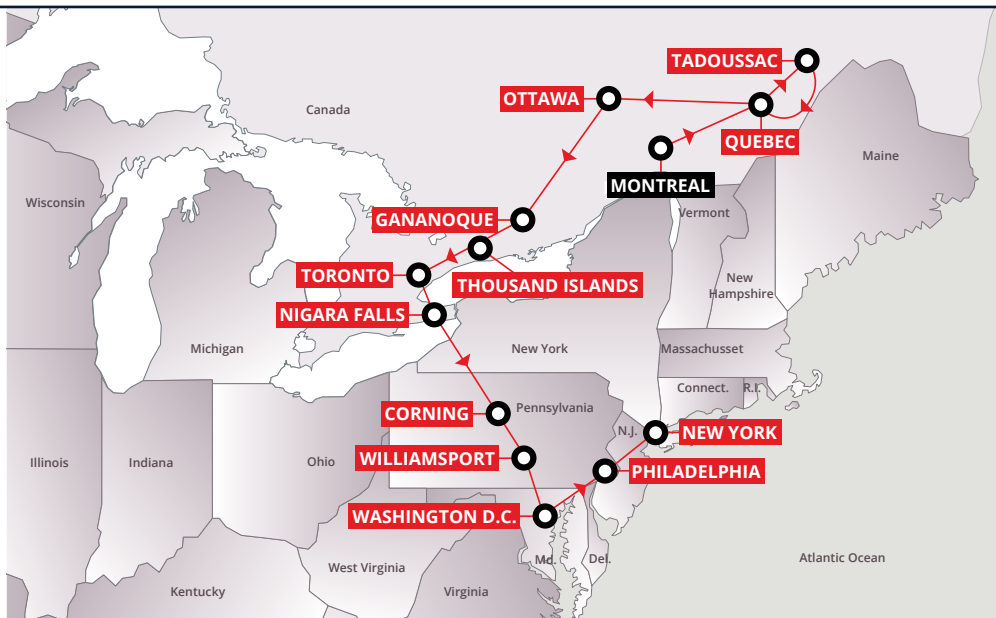 TADOUSSAC
OTTAWA
Canada
QUEBEC
Maine
MONTREAL
Wisconsin
Vermont
GANANOQUE
TORONTO
THOUSAND ISLANDS
New
Hampshire
NIGARA FALLS
Michigan
New York
Massachusset
Connect.
R.I.
CORNING
Pennsylvania
N.J.
NEW YORK
Illinois
Indiana
Ohio
WILLIAMSPORT
PHILADELPHIA
WASHINGTON D.C.
Md.
Del.
Atlantic Ocean
West Virginia
Kentucky
Virginia